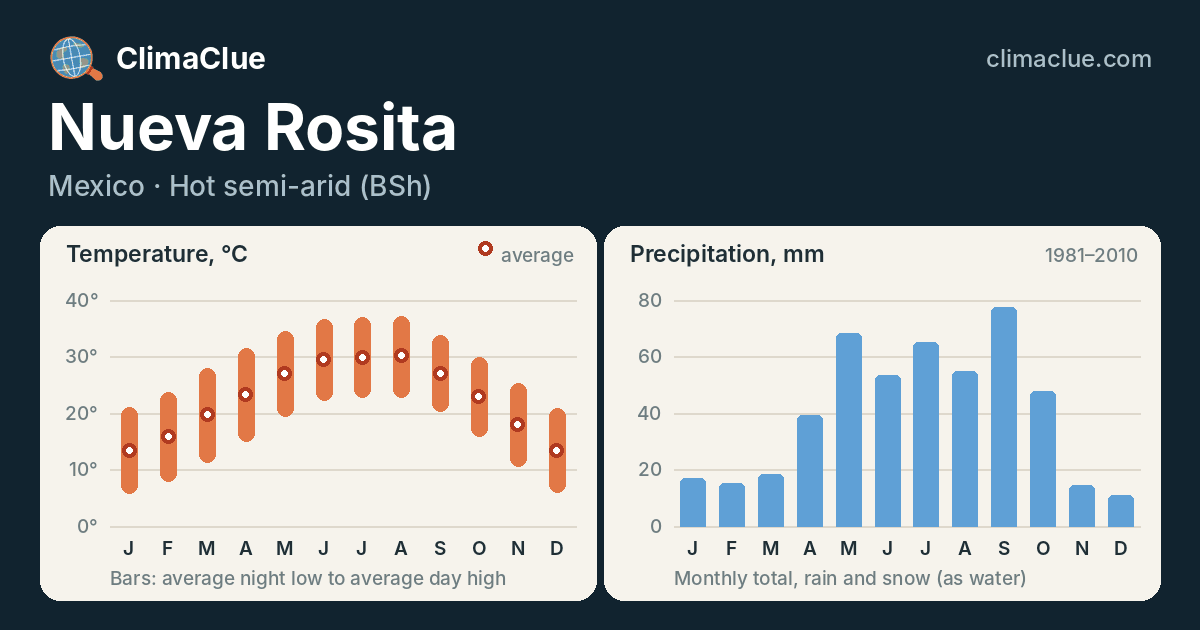 ClimaClue
climaclue.com
Nueva Rosita
Mexico · Hot semi-arid (BSh)
Temperature, °C
average
40°
30°
20°
10°
0°
J F M A M J J A S O N D
Bars: average night low to average day high
Precipitation, mm
1981–2010
80
60
40
20
0
J F M A M J J A S O N D
Monthly total, rain and snow (as water)